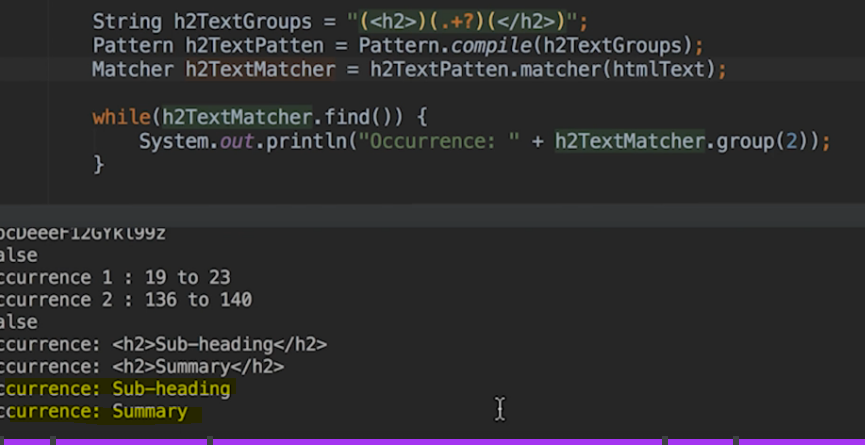 String h2TextGroups = "(<h2>)(.+?)(</h2>)";
Pattern h2TextPatten = Pattern.compile(h2TextGroups);
Matcher h2TextMatcher = h2TextPatten.matcher(htmlText);
while(h2TextMatcher.find()) {
System.out.println("Occurrence: " + h2TextMatcher.group(2));
}
alse
ccurrence 1 : 19 to 23
ccurrence 2 : 136 to 140
alse
ccurrence: <h2>Sub-heading</h2>
ccurrence: <h2>Summary</h2>
ccurrence: Sub-heading
ccurrence: Summary